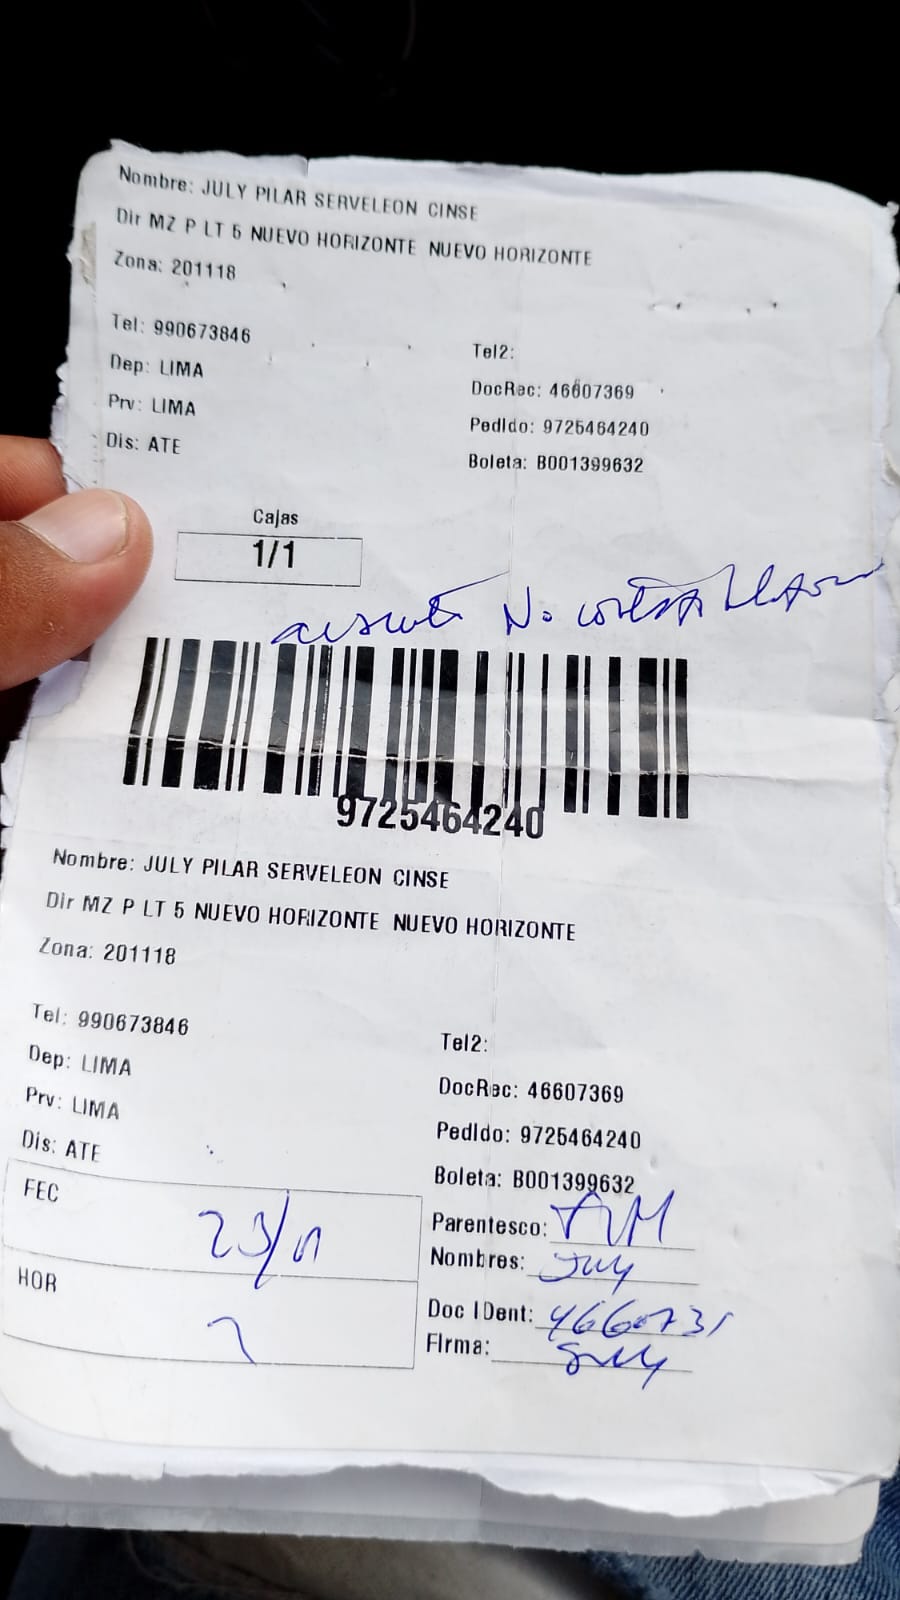 Nombre: JULY PILAR SERVELEON CINSE
Dir MZ P LT 5 NUEVO HORIZONTE NUEVO HORIZONTE
Zona: 201118
Tel: 990673846
Tel2:
Dep: LIMA
DocRec: 46607369
Prv: LIMA
Pedido: 9725464240
Dis: ATE
Boleta: B001399632
Cajas
1/1
No
9725464240
Nombre: JULY PILAR SERVELEON CINSE
Dir MZ P LT 5 NUEVO HORIZONTE NUEVO HORIZONTE
Zona: 201118
Tel: 990673846
Tel2:
Dep: LIMA
DocRec: 46607369
Prv: LIMA
Pedido: 9725464240
Dis: ATE
Boleta: B001399632
FEC
23/01
Parentesco:
Nombres: July
HOR
Doc IDent:
Firma: